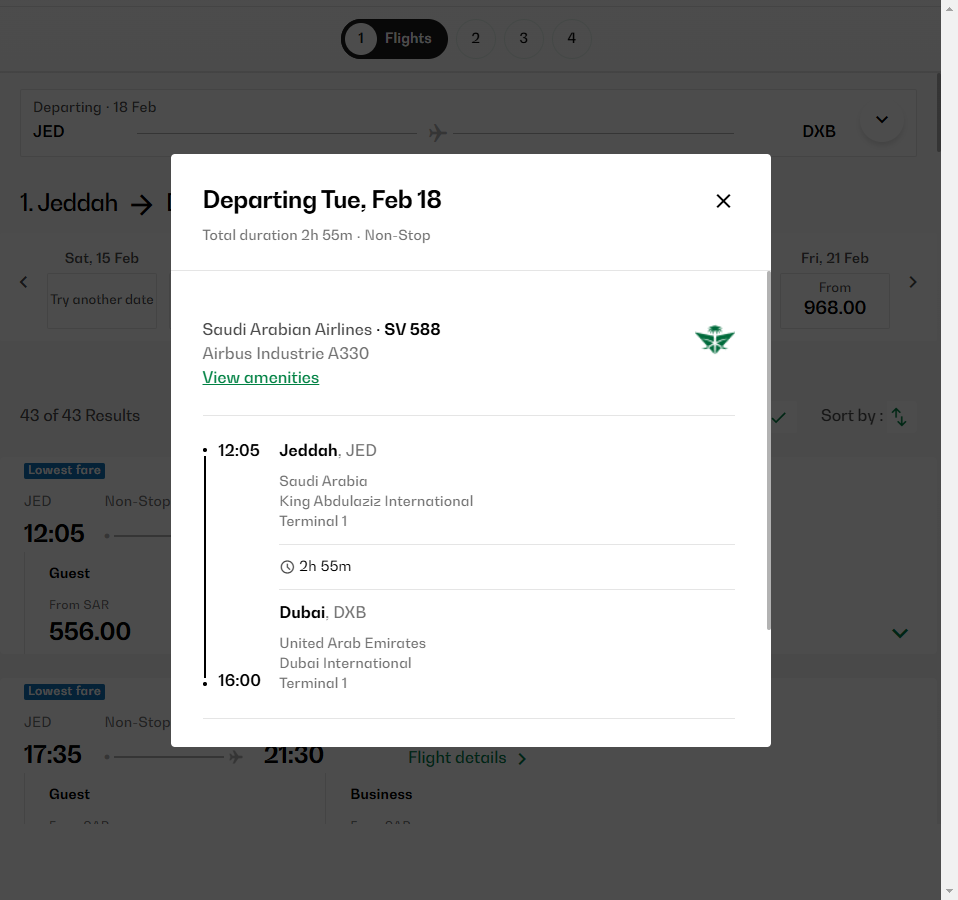 1 Flights 2 3 4
Departing · 18 Feb
JED DXB
1. Jeddah
Departing Tue, Feb 18
Total duration 2h 55m · Non-Stop
Sat, 15 Feb
Try another date
Fri, 21 Feb
From
968.00
Saudi Arabian Airlines · SV 588
Airbus Industrie A330
View amenities
43 of 43 Results
Sort by :
12:05 Jeddah, JED
Saudi Arabia
King Abdulaziz International
Terminal 1
2h 55m
Dubai, DXB
United Arab Emirates
Dubai International
16:00 Terminal 1
Lowest fare
JED Non-Stop
12:05
Guest
From SAR
556.00
Lowest fare
JED Non-Stop
17:35 21:30 Flight details
Guest Business
From SAR From SAR